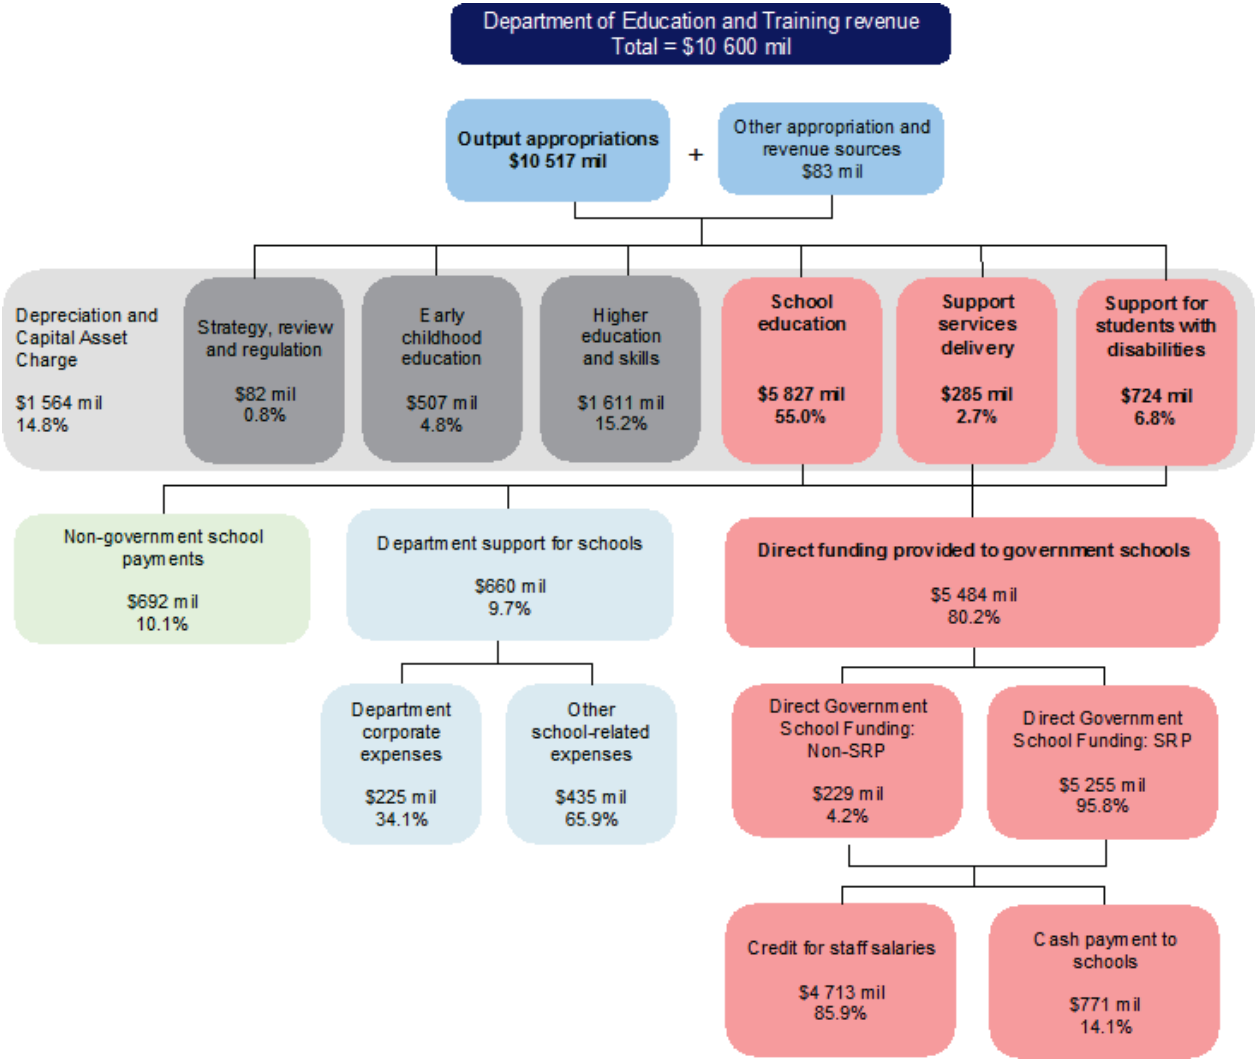 Department of Education and Training revenue
Total = $10 600 mil
Output appropriations
$10 517 mil
+
Other appropriation and
revenue sources
$83 mil
Depreciation and
Capital Asset
Charge
$1 564 mil
14.8%
Strategy, review
and regulation
$82 mil
0.8%
Early
childhood
education
$507 mil
4.8%
Higher
education
and skills
$1 611 mil
15.2%
School
education
$5 827 mil
55.0%
Support
services
delivery
$285 mil
2.7%
Support for
students with
disabilities
$724 mil
6.8%
Non-government school
payments
$692 mil
10.1%
Department support for schools
$660 mil
9.7%
Direct funding provided to government schools
$5 484 mil
80.2%
Department
corporate
expenses
$225 mil
34.1%
Other
school-related
expenses
$435 mil
65.9%
Direct Government
School Funding:
Non-SRP
$229 mil
4.2%
Direct Government
School Funding: SRP
$5 255 mil
95.8%
Credit for staff salaries
$4 713 mil
85.9%
Cash payment to
schools
$771 mil
14.1%